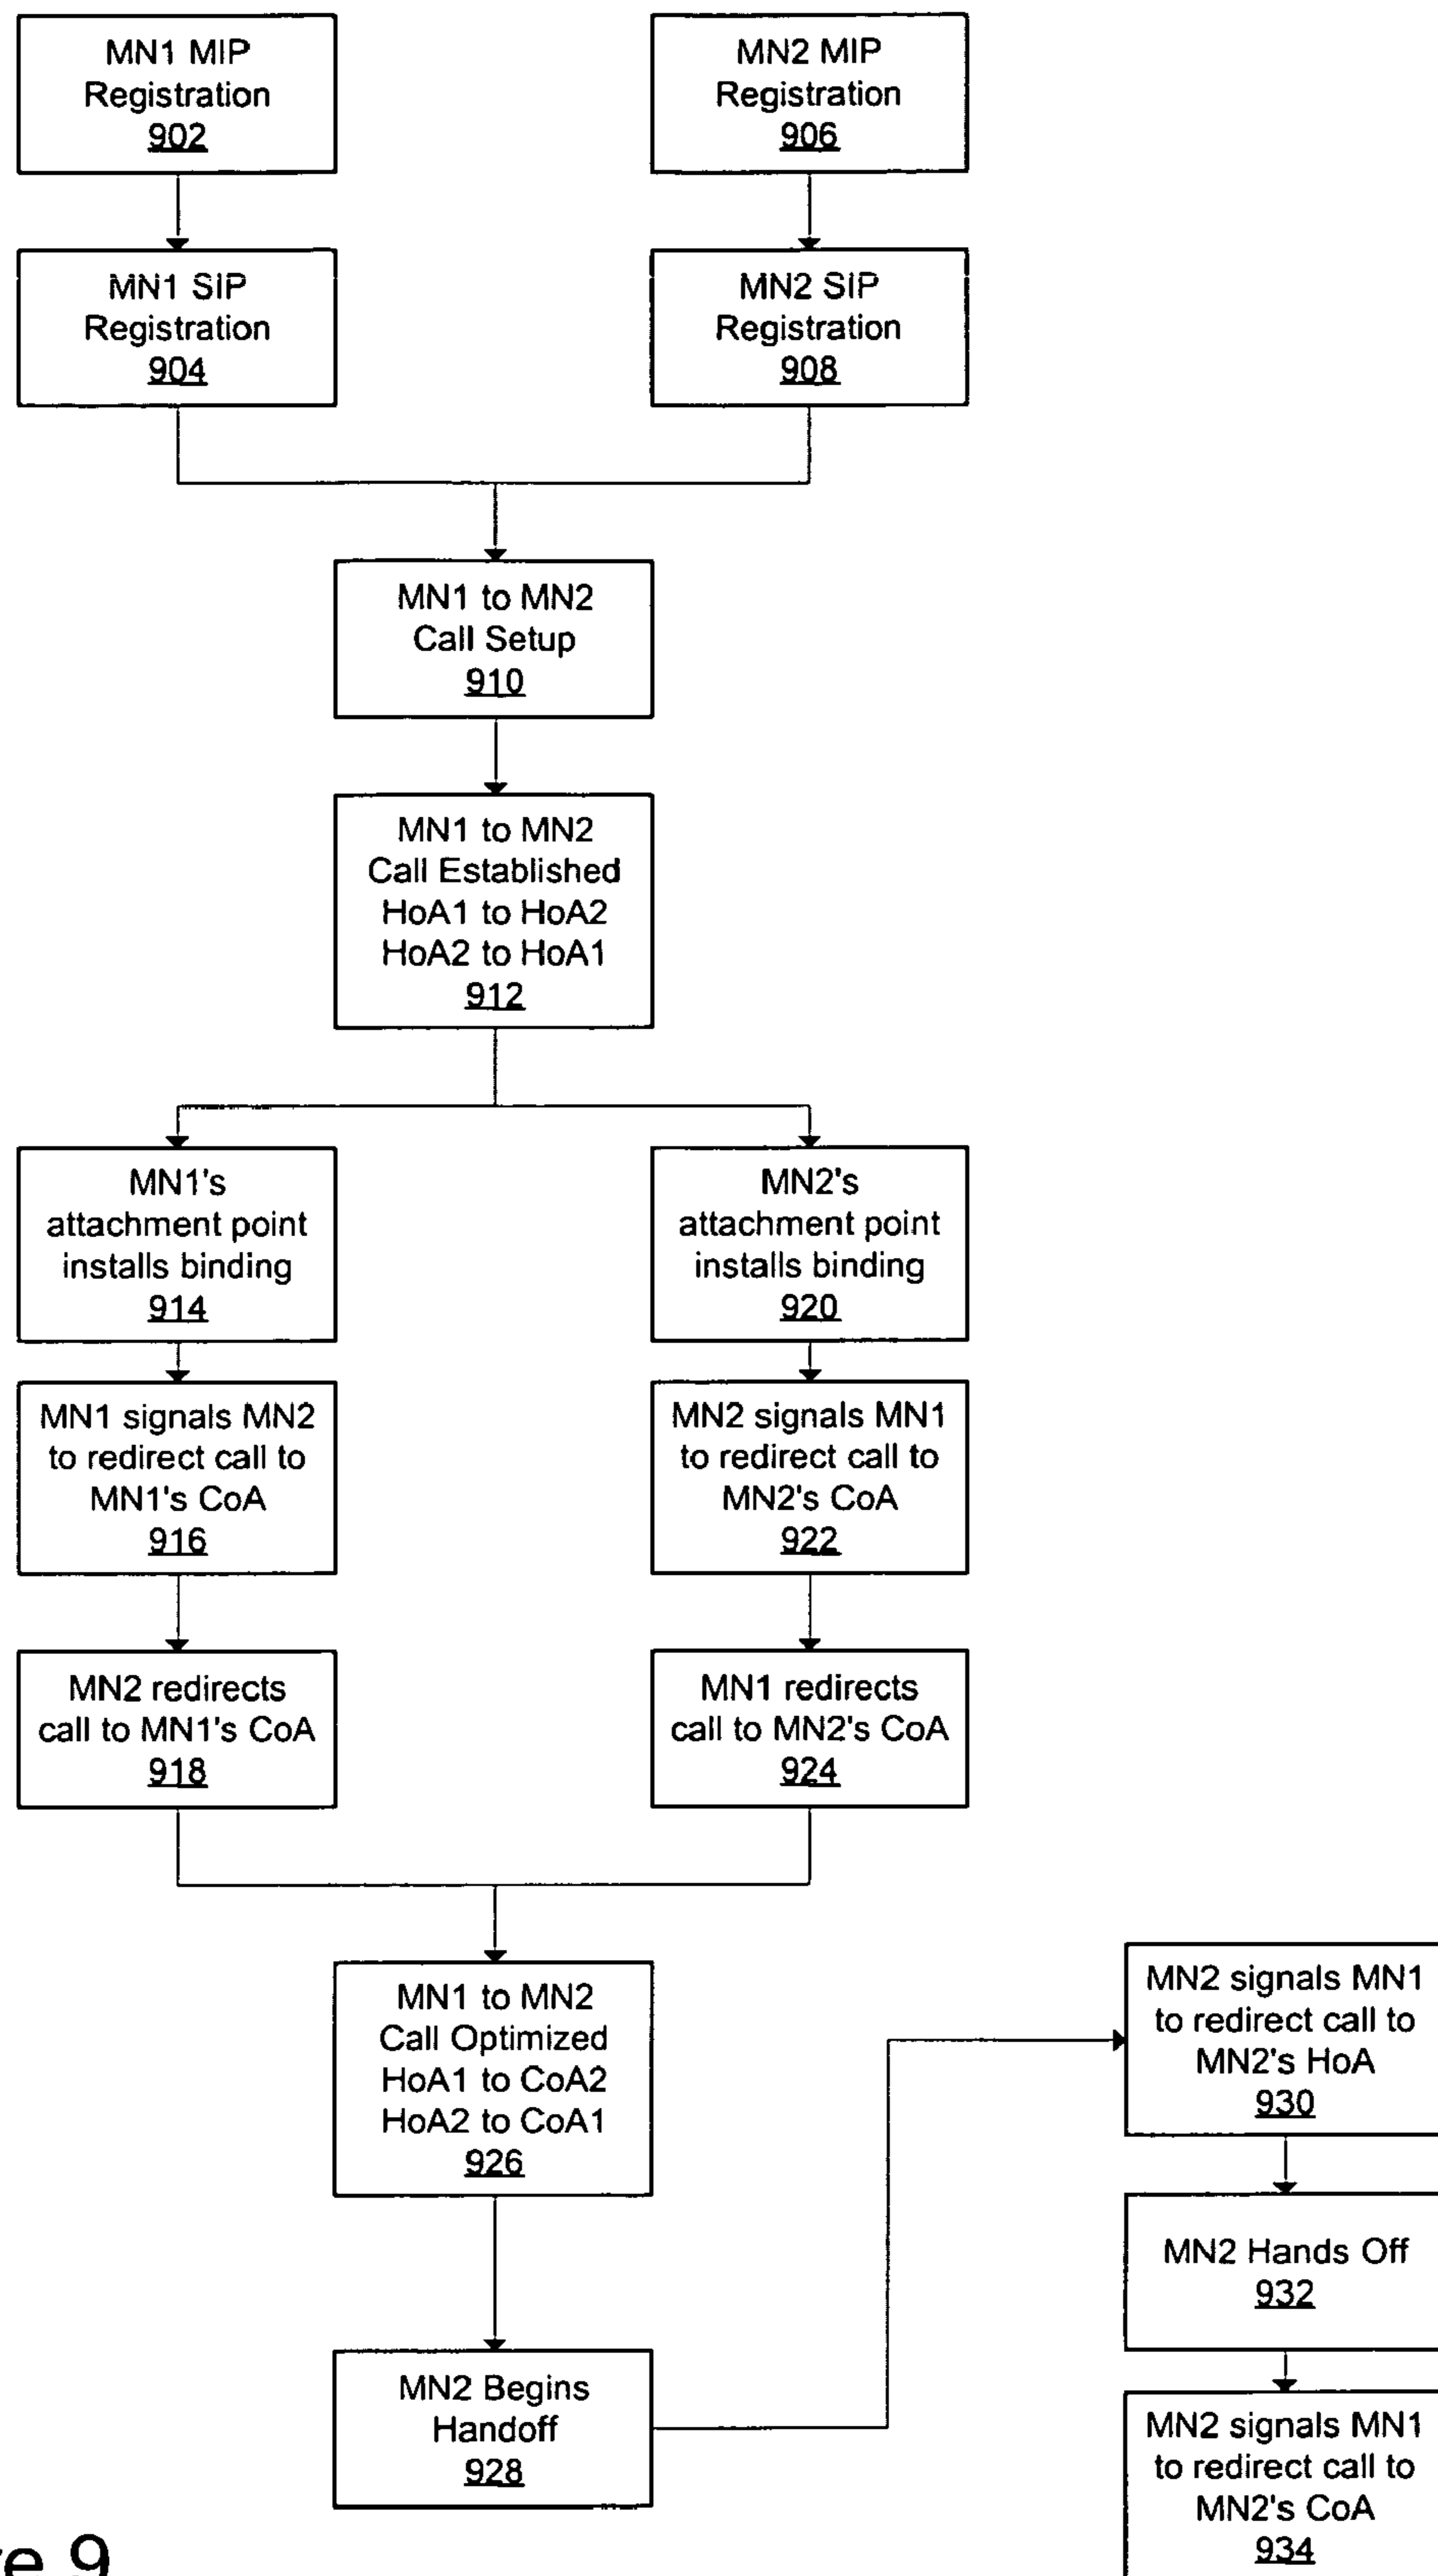 MN1 MIP
Registration
902
MN2 MIP
Registration
906
MN1 SIP
Registration
904
MN2 SIP
Registration
908
MN1 to MN2
Call Setup
910
MN1 to MN2
Call Established
HoA1 to HoA2
HoA2 to HoA1
912
MN1's
attachment point
installs binding
914
MN2's
attachment point
installs binding
920
MN1 signals MN2
to redirect call to
MN1's CoA
916
MN2 signals MN1
to redirect call to
MN2's CoA
922
MN2 redirects
call to MN1's CoA
918
MN1 redirects
call to MN2's CoA
924
MN1 to MN2
Call Optimized
HoA1 to CoA2
HoA2 to CoA1
926
MN2 Begins
Handoff
928
MN2 signals MN1
to redirect call to
MN2's HoA
930
MN2 Hands Off
932
MN2 signals MN1
to redirect call to
MN2's CoA
934
re 9